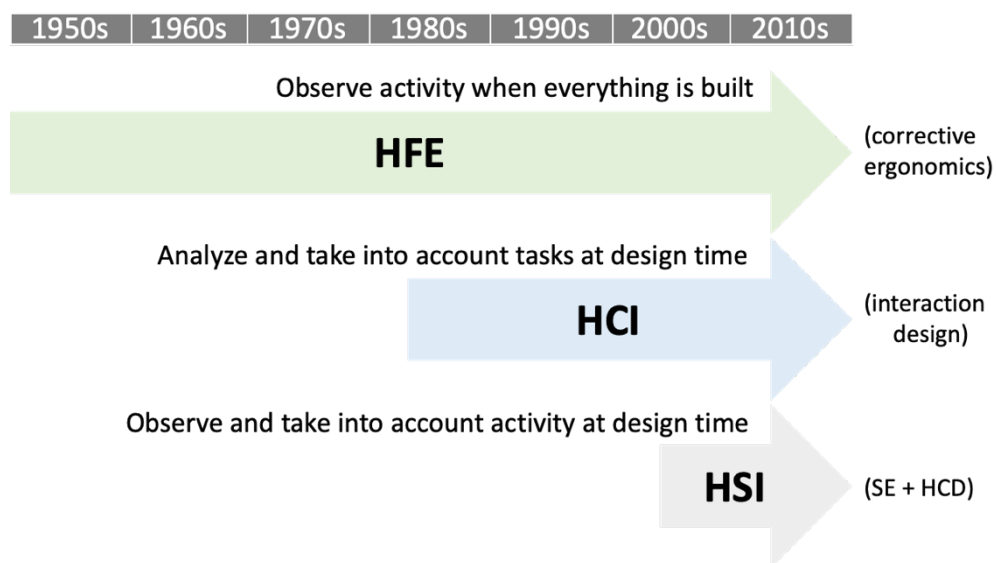 1950s 1960s 1970s 1980s 1990s 2000s 2010s
Observe activity when everything is built
HFE
(corrective
ergonomics)
Analyze and take into account tasks at design time
HCI
(interaction
design)
Observe and take into account activity at design time
HSI
(SE + HCD)